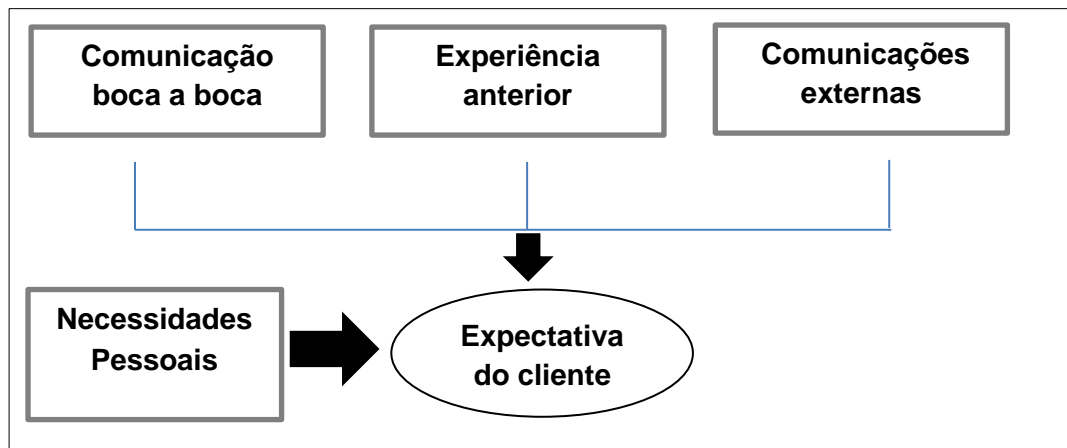 Comunicação
boca a boca
Experiência
anterior
Comunicações
externas
Necessidades
Pessoais
Expectativa
do cliente